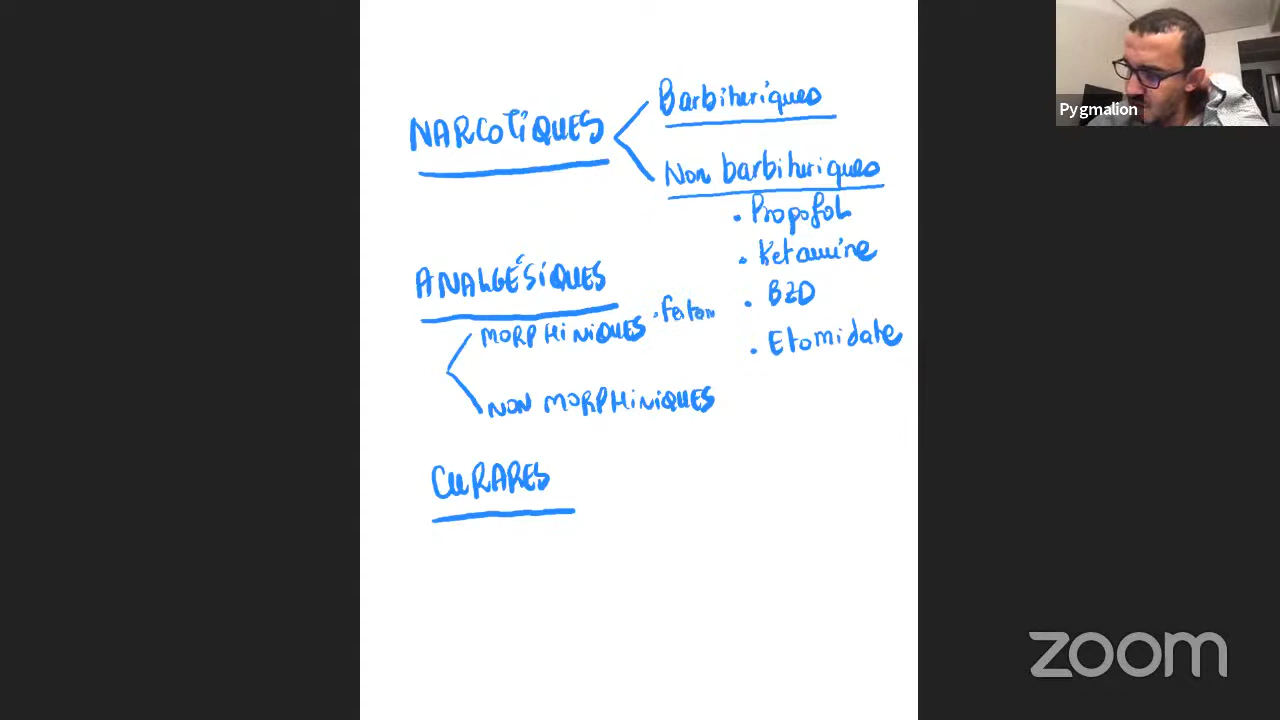 NARCOTIQUES
Barbituriques
Non barbituriques
• Propofol
• Ketamine
• BZD
• Etomidate
ANALGÉSIQUES
MORPHINIQUES
NON MORPHINIQUES
CURARES
Pygmalion
zoom